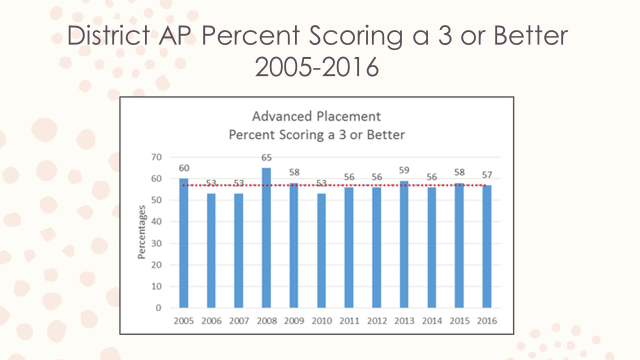 District AP Percent Scoring a 3 or Better
2005-2016
Advanced Placement
Percent Scoring a 3 or Better
Percentages
70
60
50
40
30
20
10
0
60 53 53 65 58 53 56 56 59 56 58 57
2005 2006 2007 2008 2009 2010 2011 2012 2013 2014 2015 2016